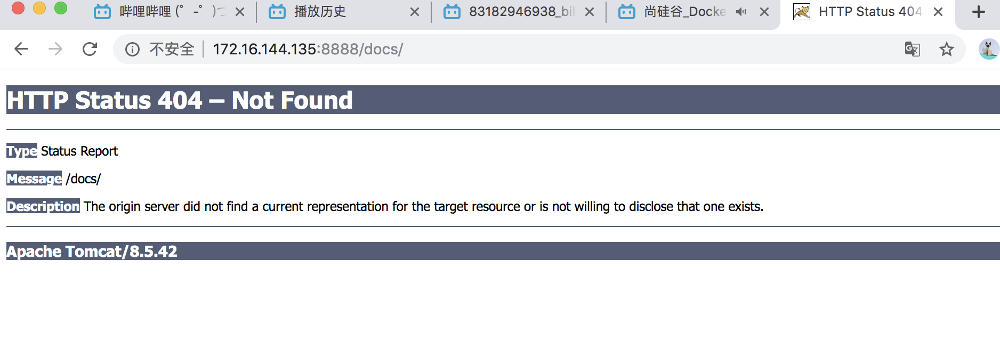 哔哩哔哩 (゜-゜)つ
播放历史
83182946938_bil
尚硅谷_Docke
HTTP Status 404
不安全
172.16.144.135:8888/docs/
HTTP Status 404 – Not Found
Type Status Report
Message /docs/
Description The origin server did not find a current representation for the target resource or is not willing to disclose that one exists.
Apache Tomcat/8.5.42